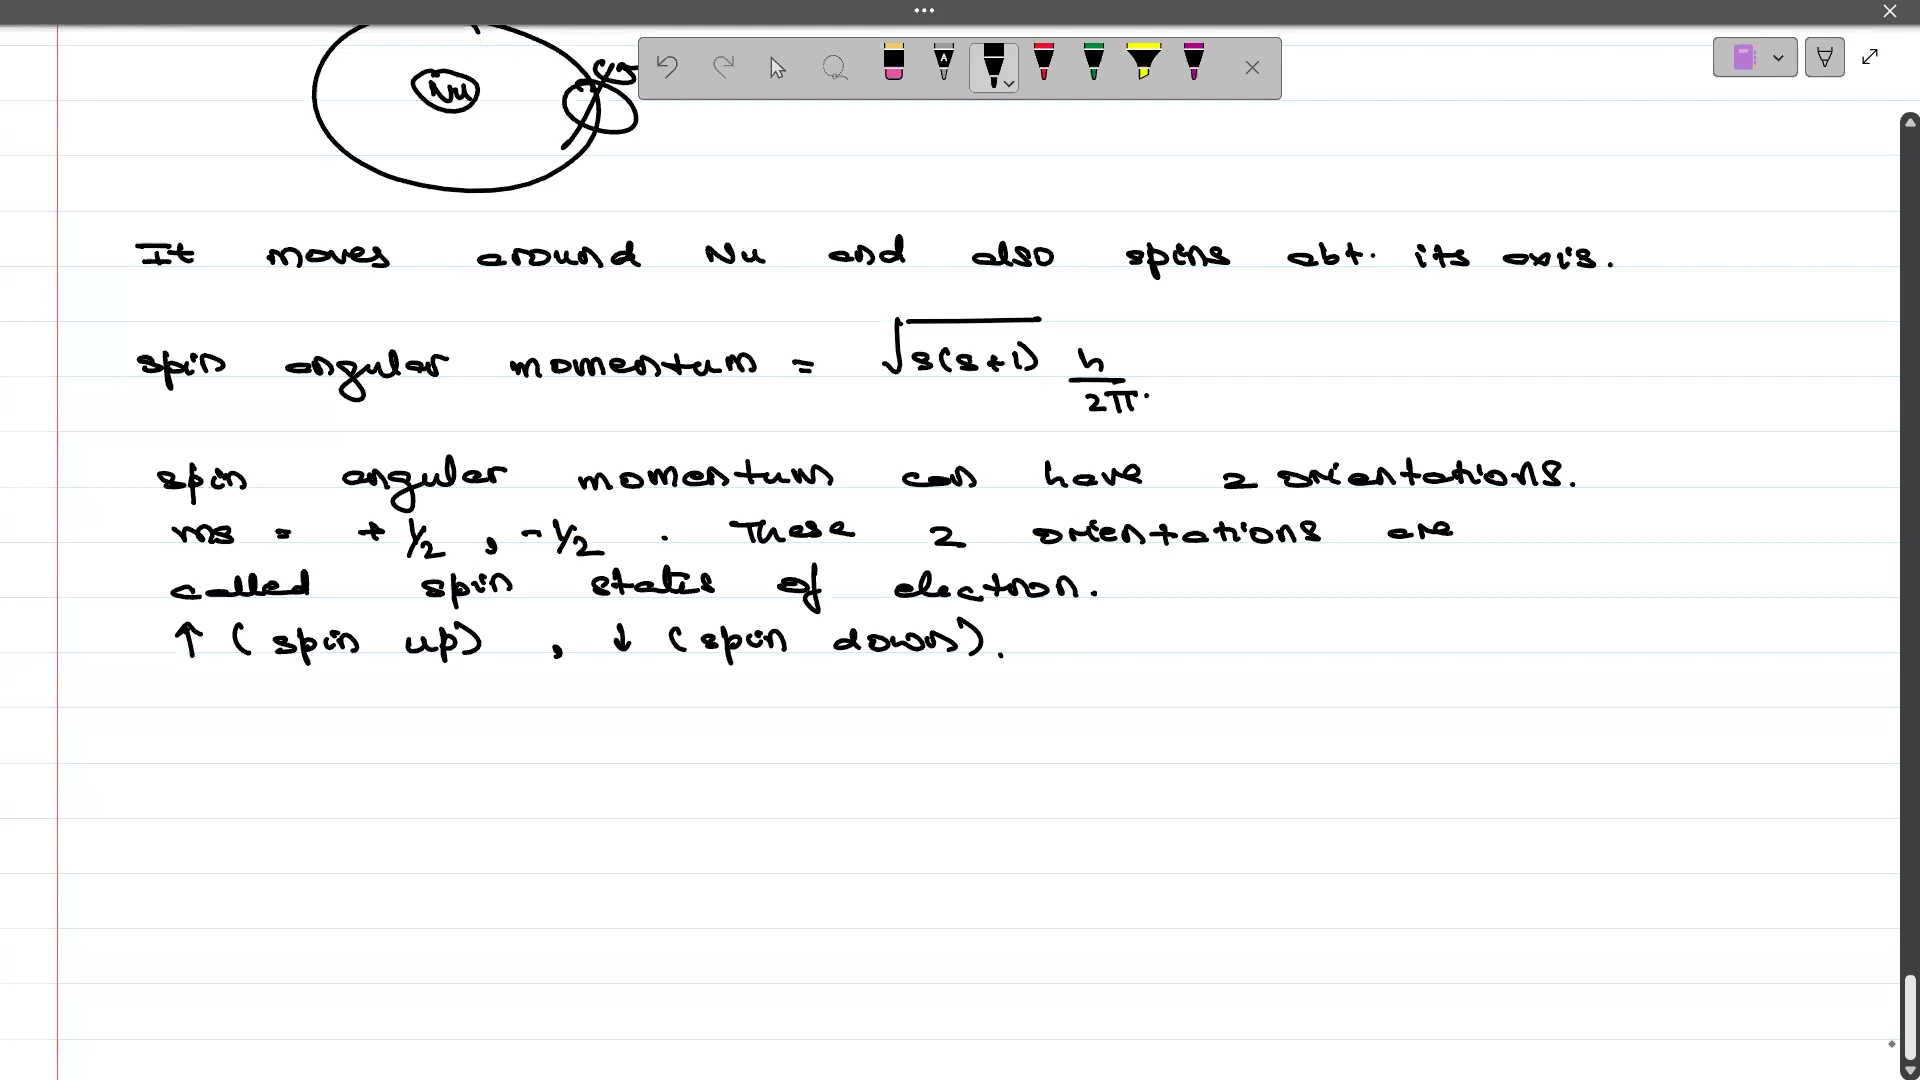 Nu
It moves around Nu and also spins abt. its axis.
spin angular momentum = √s(s+1) h/2π.
spin angular momentum can have 2 orientations.
ms = +1/2, -1/2. These 2 orientations are
called spin states of electron.
↑ (spin up), ↓ (spin down).